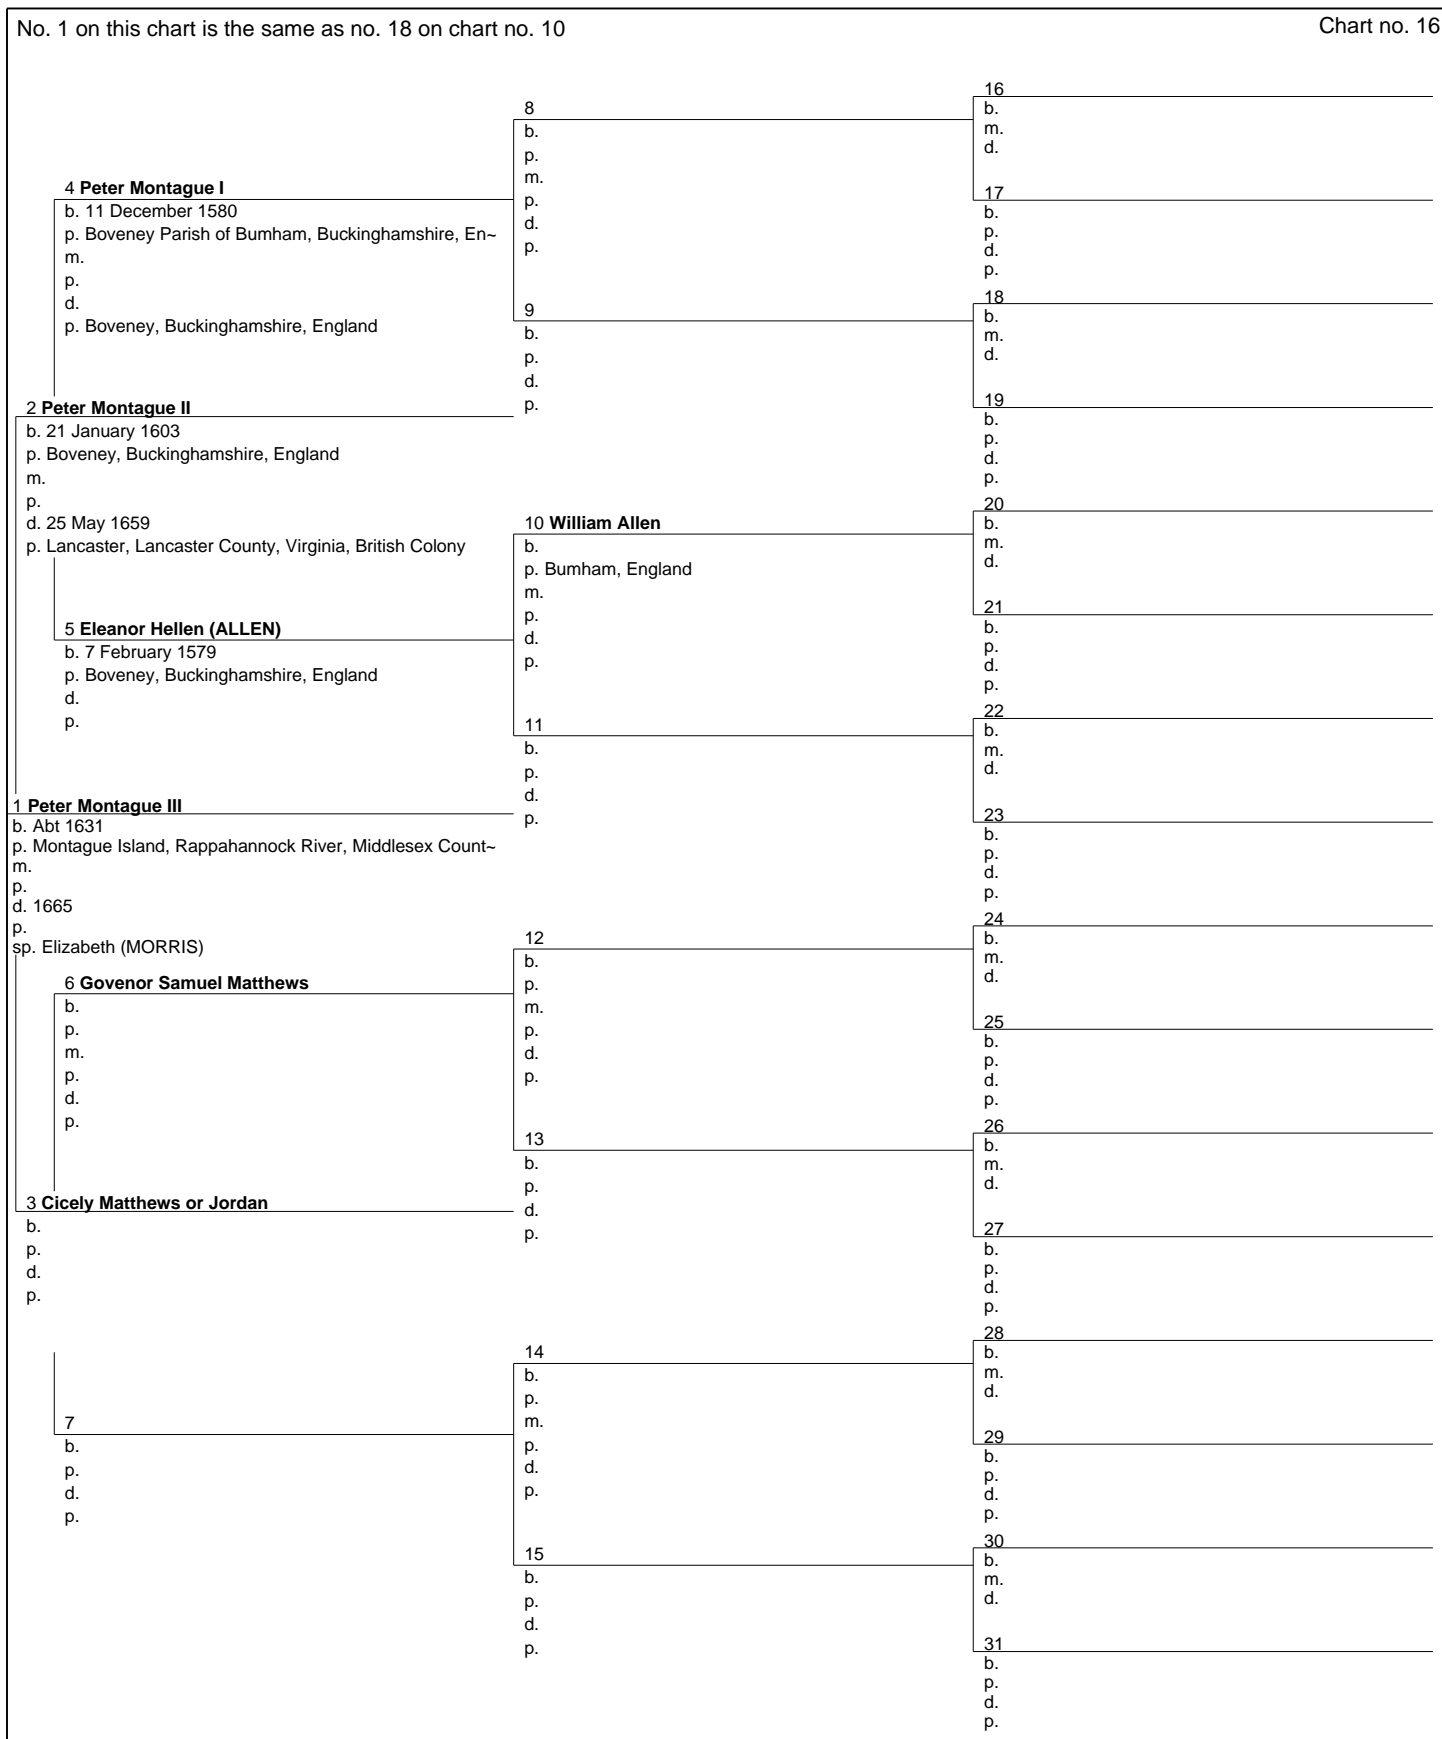 No. 1 on this chart is the same as no. 18 on chart no. 10
Chart no. 16
4 Peter Montague I
b. 11 December 1580
p. Boveney Parish of Bumham, Buckinghamshire, En~
m.
p.
d.
p. Boveney, Buckinghamshire, England
2 Peter Montague II
b. 21 January 1603
p. Boveney, Buckinghamshire, England
m.
p.
d. 25 May 1659
p. Lancaster, Lancaster County, Virginia, British Colony
5 Eleanor Hellen (ALLEN)
b. 7 February 1579
p. Boveney, Buckinghamshire, England
d.
p.
1 Peter Montague III
b. Abt 1631
p. Montague Island, Rappahannock River, Middlesex Count~
m.
p.
d. 1665
p.
sp. Elizabeth (MORRIS)
6 Govenor Samuel Matthews
b.
p.
m.
p.
d.
p.
3 Cicely Matthews or Jordan
b.
p.
d.
p.
7
b.
p.
d.
p.
8
b.
p.
m.
p.
d.
p.
9
b.
p.
d.
p.
10 William Allen
b.
p. Bumham, England
m.
p.
d.
p.
11
b.
p.
d.
p.
12
b.
p.
m.
p.
d.
p.
13
b.
p.
d.
p.
14
b.
p.
m.
p.
d.
p.
15
b.
p.
d.
p.
16
b.
m.
d.
17
b.
p.
d.
p.
18
b.
m.
d.
19
b.
p.
d.
p.
20
b.
m.
d.
21
b.
p.
d.
p.
22
b.
m.
d.
23
b.
p.
d.
p.
24
b.
m.
d.
25
b.
p.
d.
p.
26
b.
m.
d.
27
b.
p.
d.
p.
28
b.
m.
d.
29
b.
p.
d.
p.
30
b.
m.
d.
31
b.
p.
d.
p.